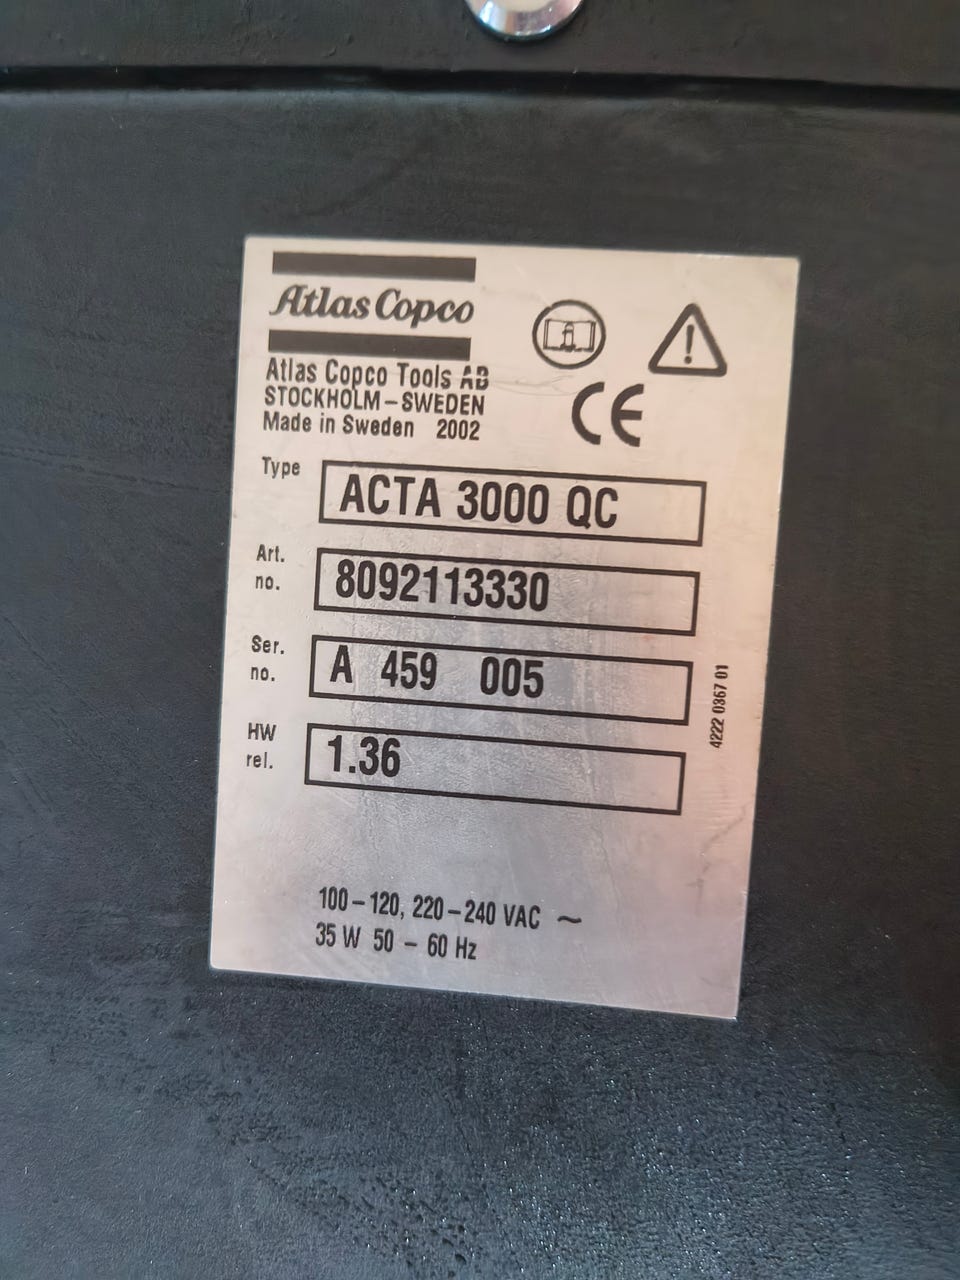 Atlas Copco
Atlas Copco Tools AB
STOCKHOLM – SWEDEN
Made in Sweden 2002
CE
Type ACTA 3000 QC
Art. no. 8092113330
Ser. no. A 459 005
HW rel. 1.36
4222 0367 01
100 – 120, 220 – 240 VAC ~
35 W 50 – 60 Hz